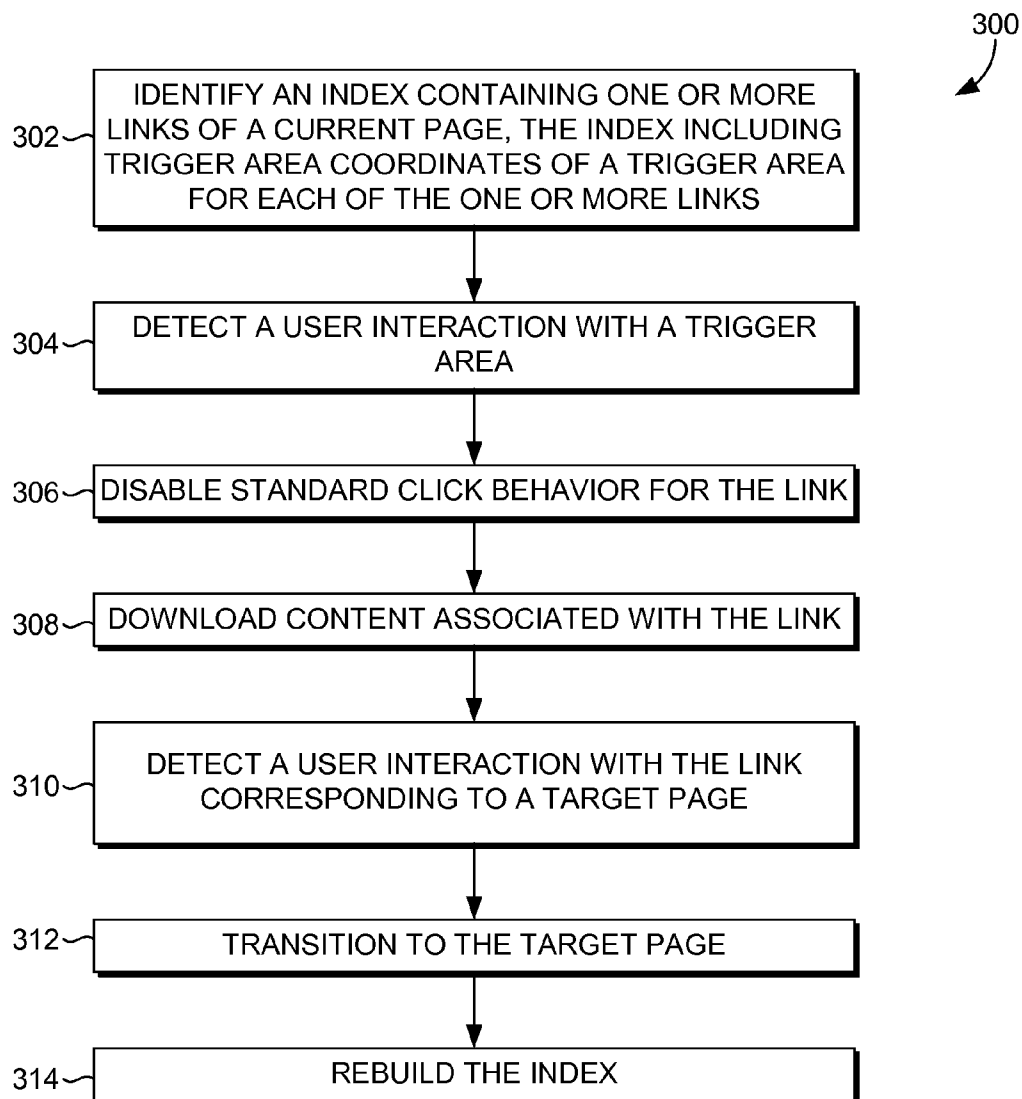 300
302
IDENTIFY AN INDEX CONTAINING ONE OR MORE
LINKS OF A CURRENT PAGE, THE INDEX INCLUDING
TRIGGER AREA COORDINATES OF A TRIGGER AREA
FOR EACH OF THE ONE OR MORE LINKS
304
DETECT A USER INTERACTION WITH A TRIGGER
AREA
306
DISABLE STANDARD CLICK BEHAVIOR FOR THE LINK
308
DOWNLOAD CONTENT ASSOCIATED WITH THE LINK
310
DETECT A USER INTERACTION WITH THE LINK
CORRESPONDING TO A TARGET PAGE
312
TRANSITION TO THE TARGET PAGE
314
REBUILD THE INDEX